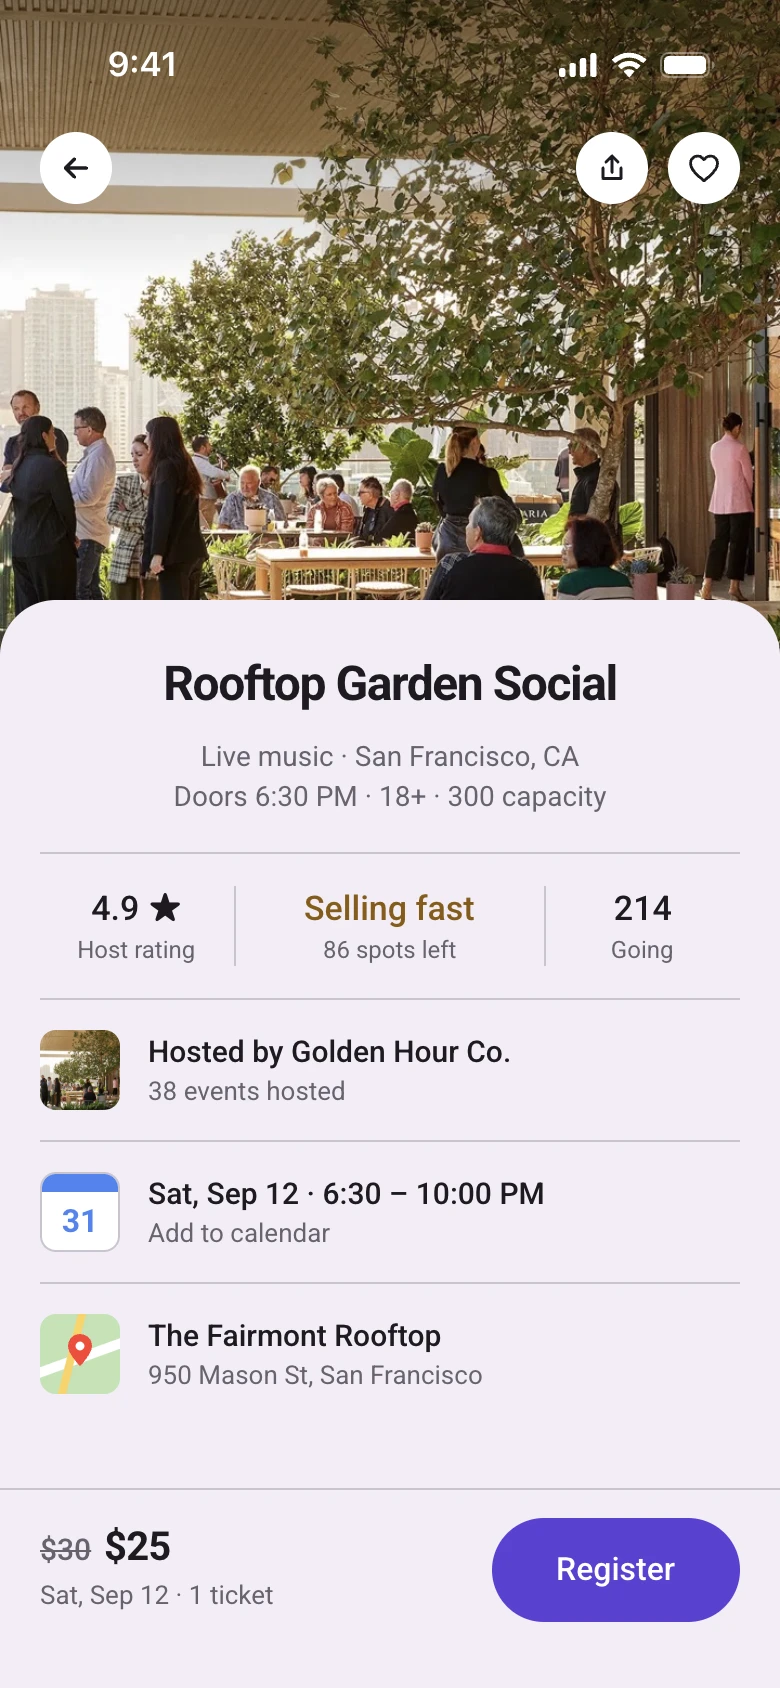 9:41
Rooftop Garden Social
Live music · San Francisco, CA
Doors 6:30 PM · 18+ · 300 capacity
4.9 ★
Host rating
Selling fast
86 spots left
214
Going
Hosted by Golden Hour Co.
38 events hosted
31
Sat, Sep 12 · 6:30 – 10:00 PM
Add to calendar
The Fairmont Rooftop
950 Mason St, San Francisco
$30 $25
Sat, Sep 12 · 1 ticket
Register